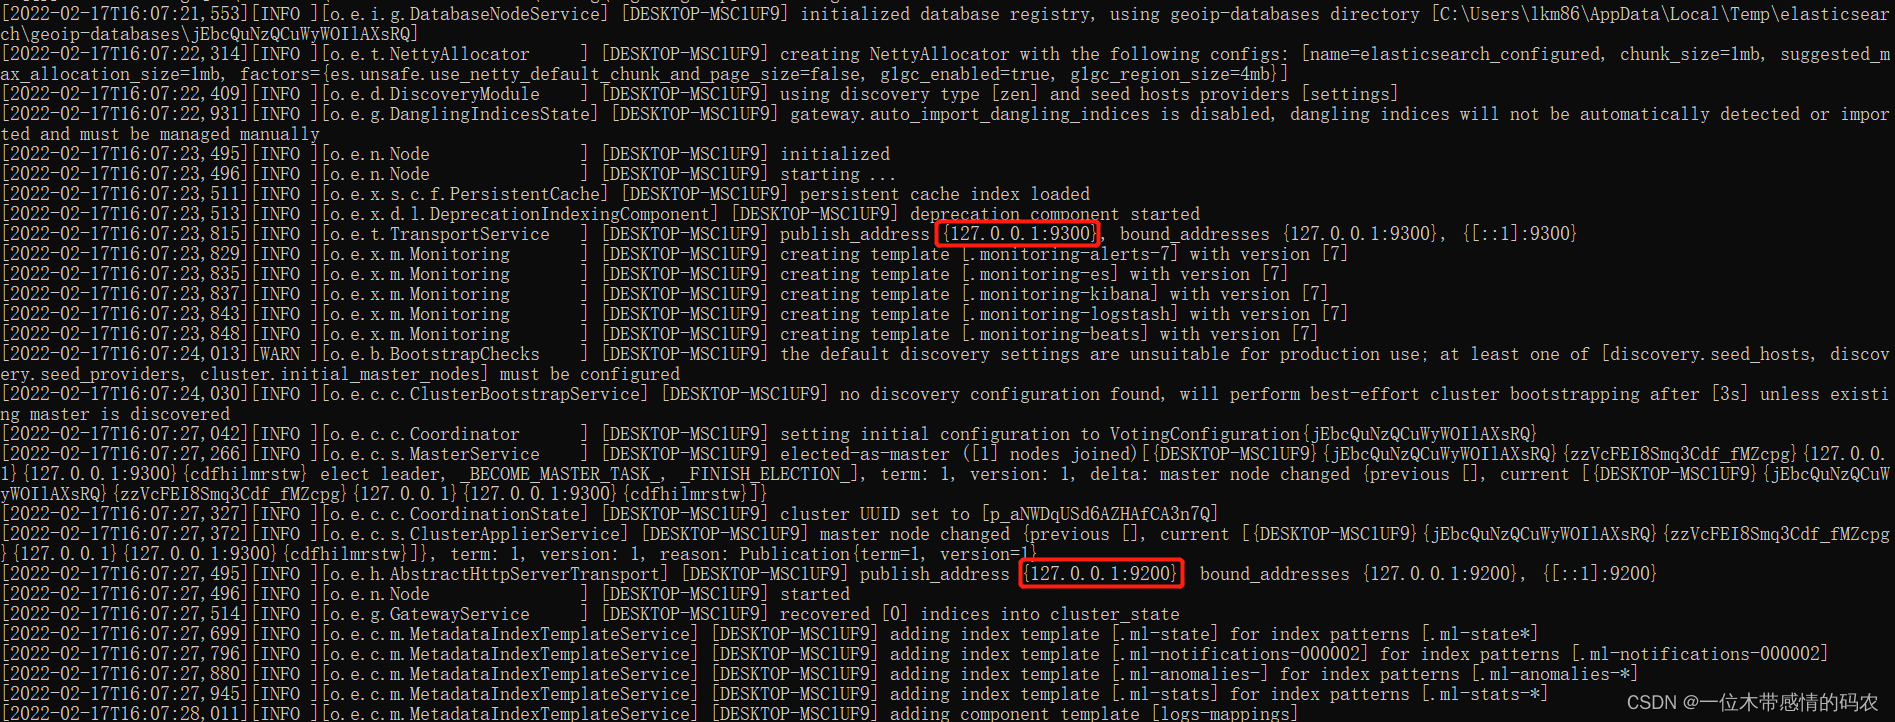 [2022-02-17T16:07:21,553][INFO ][o.e.i.g.DatabaseNodeService] [DESKTOP-MSC1UF9] initialized database registry, using geoip-databases directory [C:\Users\lkm86\AppData\Local\Temp\elasticsear
ch\geoip-databases\jEbcQuNzQCuWyWOIlAXsRQ]
[2022-02-17T16:07:22,314][INFO ][o.e.t.NettyAllocator     ] [DESKTOP-MSC1UF9] creating NettyAllocator with the following configs: [name=elasticsearch_configured, chunk_size=1mb, suggested_m
ax_allocation_size=1mb, factors={es.unsafe.use_netty_default_chunk_and_page_size=false, g1gc_enabled=true, g1gc_region_size=4mb}]
[2022-02-17T16:07:22,409][INFO ][o.e.d.DiscoveryModule    ] [DESKTOP-MSC1UF9] using discovery type [zen] and seed hosts providers [settings]
[2022-02-17T16:07:22,931][INFO ][o.e.g.DanglingIndicesState] [DESKTOP-MSC1UF9] gateway.auto_import_dangling_indices is disabled, dangling indices will not be automatically detected or impor
ted and must be managed manually
[2022-02-17T16:07:23,495][INFO ][o.e.n.Node               ] [DESKTOP-MSC1UF9] initialized
[2022-02-17T16:07:23,496][INFO ][o.e.n.Node               ] [DESKTOP-MSC1UF9] starting ...
[2022-02-17T16:07:23,511][INFO ][o.e.x.s.c.f.PersistentCache] [DESKTOP-MSC1UF9] persistent cache index loaded
[2022-02-17T16:07:23,513][INFO ][o.e.x.d.l.DeprecationIndexingComponent] [DESKTOP-MSC1UF9] deprecation component started
[2022-02-17T16:07:23,815][INFO ][o.e.t.TransportService   ] [DESKTOP-MSC1UF9] publish_address {127.0.0.1:9300}, bound_addresses {127.0.0.1:9300}, {[::1]:9300}
[2022-02-17T16:07:23,829][INFO ][o.e.x.m.Monitoring       ] [DESKTOP-MSC1UF9] creating template [.monitoring-alerts-7] with version [7]
[2022-02-17T16:07:23,835][INFO ][o.e.x.m.Monitoring       ] [DESKTOP-MSC1UF9] creating template [.monitoring-es] with version [7]
[2022-02-17T16:07:23,837][INFO ][o.e.x.m.Monitoring       ] [DESKTOP-MSC1UF9] creating template [.monitoring-kibana] with version [7]
[2022-02-17T16:07:23,843][INFO ][o.e.x.m.Monitoring       ] [DESKTOP-MSC1UF9] creating template [.monitoring-logstash] with version [7]
[2022-02-17T16:07:23,848][INFO ][o.e.x.m.Monitoring       ] [DESKTOP-MSC1UF9] creating template [.monitoring-beats] with version [7]
[2022-02-17T16:07:24,013][WARN ][o.e.b.BootstrapChecks    ] [DESKTOP-MSC1UF9] the default discovery settings are unsuitable for production use; at least one of [discovery.seed_hosts, discov
ery.seed_providers, cluster.initial_master_nodes] must be configured
[2022-02-17T16:07:24,030][INFO ][o.e.c.c.ClusterBootstrapService] [DESKTOP-MSC1UF9] no discovery configuration found, will perform best-effort cluster bootstrapping after [3s] unless existi
ng master is discovered
[2022-02-17T16:07:27,042][INFO ][o.e.c.c.Coordinator      ] [DESKTOP-MSC1UF9] setting initial configuration to VotingConfiguration{jEbcQuNzQCuWyWOIlAXsRQ}
[2022-02-17T16:07:27,266][INFO ][o.e.c.s.MasterService    ] [DESKTOP-MSC1UF9] elected-as-master ([1] nodes joined)[{DESKTOP-MSC1UF9}{jEbcQuNzQCuWyWOIlAXsRQ}{zzVcFEI8Smq3Cdf_fMZcpg}{127.0.0.
1}{127.0.0.1:9300}{cdfhilmrstw} elect leader, _BECOME_MASTER_TASK_, _FINISH_ELECTION_], term: 1, version: 1, delta: master node changed {previous [], current [{DESKTOP-MSC1UF9}{jEbcQuNzQCuW
yWOIlAXsRQ}{zzVcFEI8Smq3Cdf_fMZcpg}{127.0.0.1}{127.0.0.1:9300}{cdfhilmrstw}]}
[2022-02-17T16:07:27,327][INFO ][o.e.c.c.CoordinationState] [DESKTOP-MSC1UF9] cluster UUID set to [p_aNWDqUSd6AZHAfCA3n7Q]
[2022-02-17T16:07:27,372][INFO ][o.e.c.s.ClusterApplierService] [DESKTOP-MSC1UF9] master node changed {previous [], current [{DESKTOP-MSC1UF9}{jEbcQuNzQCuWyWOIlAXsRQ}{zzVcFEI8Smq3Cdf_fMZcpg
}{127.0.0.1}{127.0.0.1:9300}{cdfhilmrstw}]}, term: 1, version: 1, reason: Publication{term=1, version=1}
[2022-02-17T16:07:27,495][INFO ][o.e.h.AbstractHttpServerTransport] [DESKTOP-MSC1UF9] publish_address {127.0.0.1:9200} bound_addresses {127.0.0.1:9200}, {[::1]:9200}
[2022-02-17T16:07:27,496][INFO ][o.e.n.Node               ] [DESKTOP-MSC1UF9] started
[2022-02-17T16:07:27,514][INFO ][o.e.g.GatewayService     ] [DESKTOP-MSC1UF9] recovered [0] indices into cluster_state
[2022-02-17T16:07:27,699][INFO ][o.e.c.m.MetadataIndexTemplateService] [DESKTOP-MSC1UF9] adding index template [.ml-state] for index patterns [.ml-state*]
[2022-02-17T16:07:27,796][INFO ][o.e.c.m.MetadataIndexTemplateService] [DESKTOP-MSC1UF9] adding index template [.ml-notifications-000002] for index patterns [.ml-notifications-000002]
[2022-02-17T16:07:27,880][INFO ][o.e.c.m.MetadataIndexTemplateService] [DESKTOP-MSC1UF9] adding index template [.ml-anomalies-] for index patterns [.ml-anomalies-*]
[2022-02-17T16:07:27,945][INFO ][o.e.c.m.MetadataIndexTemplateService] [DESKTOP-MSC1UF9] adding index template [.ml-stats] for index patterns [.ml-stats-*]
[2022-02-17T16:07:28,011][INFO ][o.e.c.m.MetadataIndexTemplateService] [DESKTOP-MSC1UF9] adding component template [logs-mappings]
CSDN @一位木带感情的码农